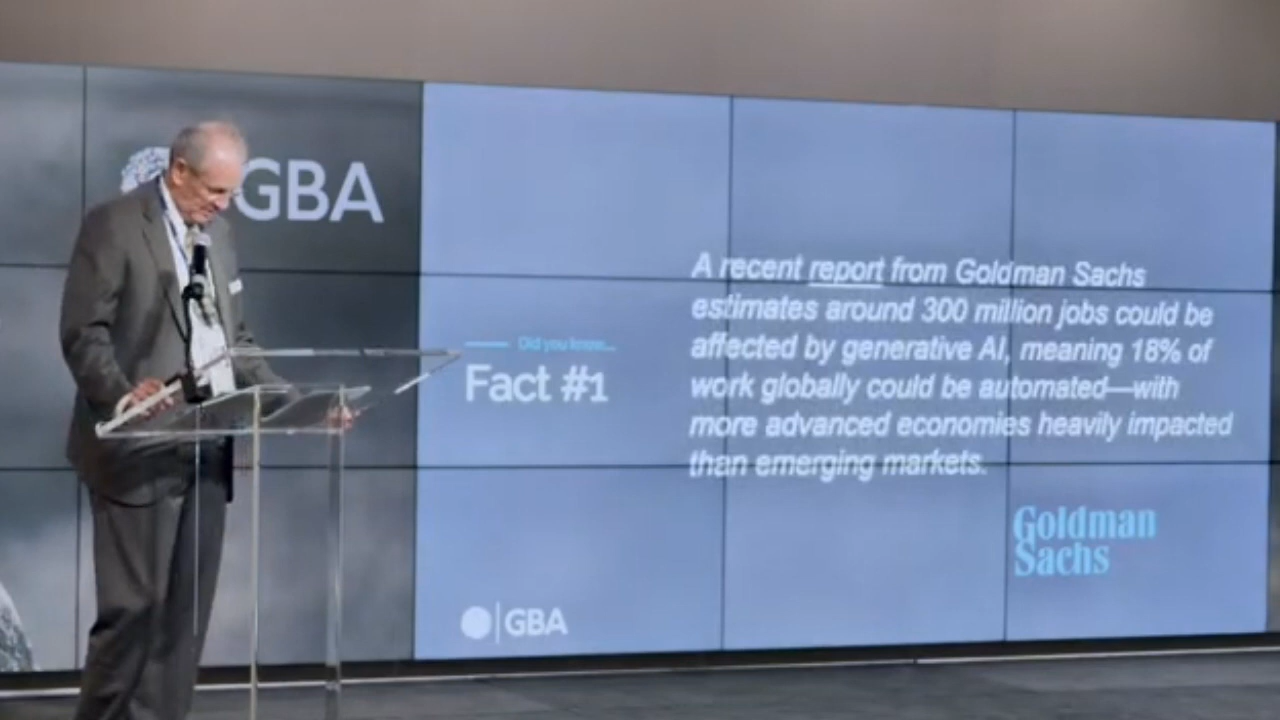 GBA
Did you know...
Fact #1
A recent report from Goldman Sachs
estimates around 300 million jobs could be
affected by generative AI, meaning 18% of
work globally could be automated—with
more advanced economies heavily impacted
than emerging markets.
Goldman
Sachs
GBA